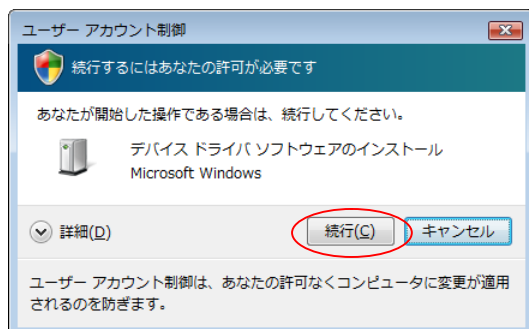 ユーザー アカウント制御
続行するにはあなたの許可が必要です
あなたが開始した操作である場合は、続行してください。
デバイス ドライバ ソフトウェアのインストール
Microsoft Windows
詳細(D)
続行(C)
キャンセル
ユーザー アカウント制御は、あなたの許可なくコンピュータに変更が適用
されるのを防ぎます。